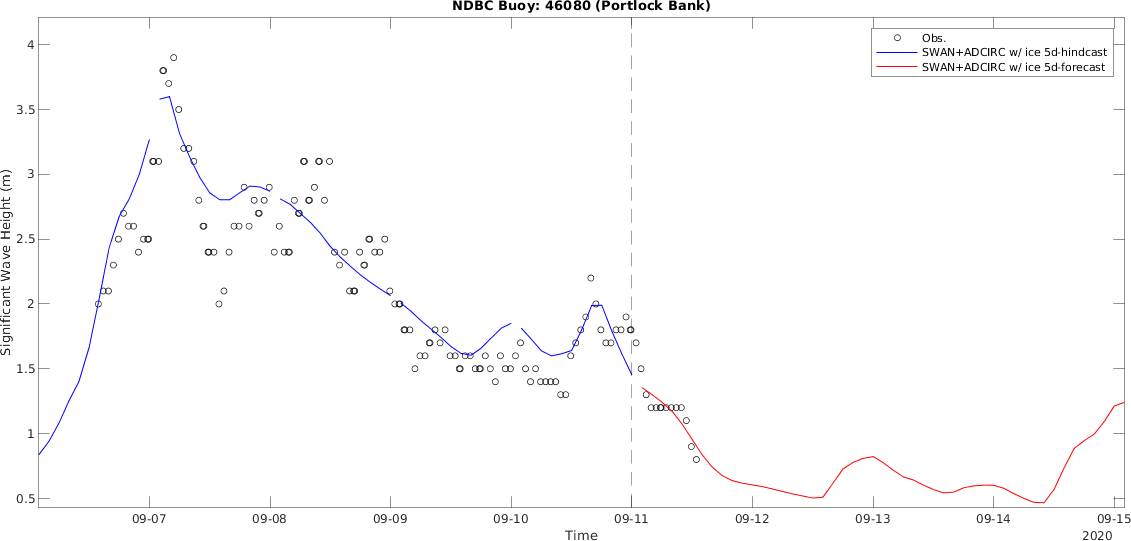 NDBC Buoy: 46080 (Portlock Bank)
Obs.
SWAN+ADCIRC w/ ice 5d-hindcast
SWAN+ADCIRC w/ ice 5d-forecast
Significant Wave Height (m)
4
3.5
3
2.5
2
1.5
1
0.5
09-07 09-08 09-09 09-10 09-11 09-12 09-13 09-14 09-15
Time
2020